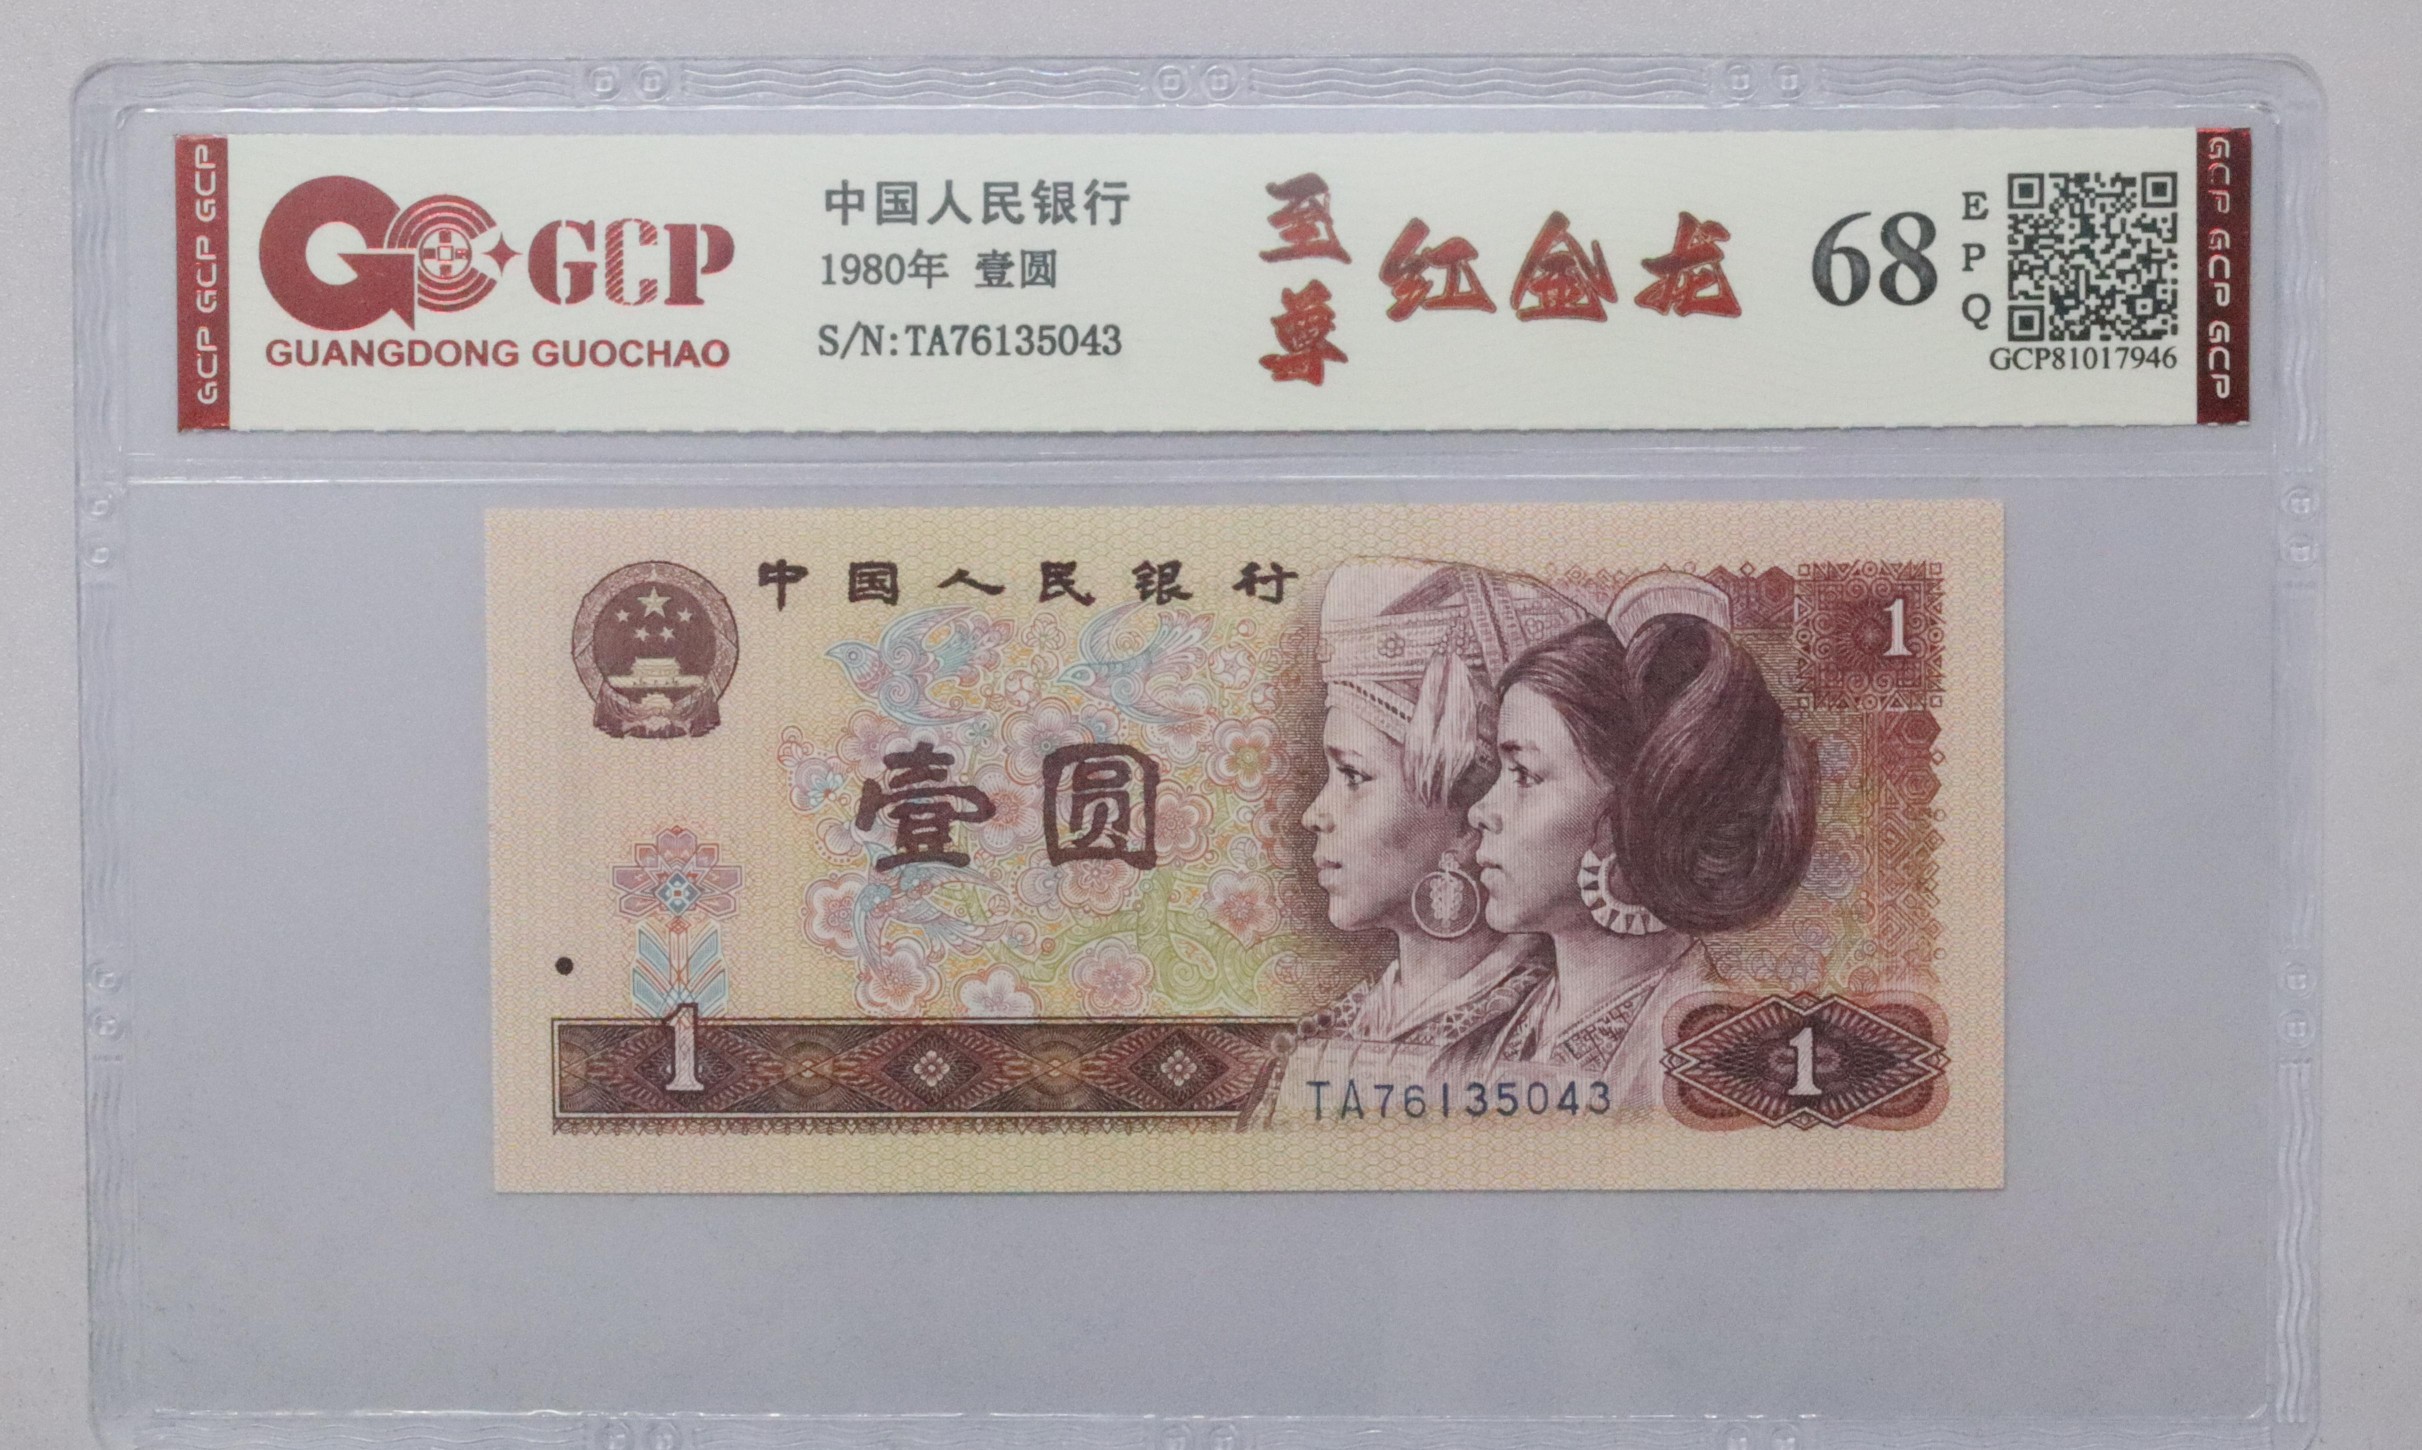 GCP GCP GCP
GCP
GUANGDONG GUOCHAO
中国人民银行
1980年 壹圆
S/N:TA76135043
至尊
红金龙
68
EPQ
GCP81017946
GCP GCP GCP
中国人民银行
1
壹圆
1
TA76135043
1